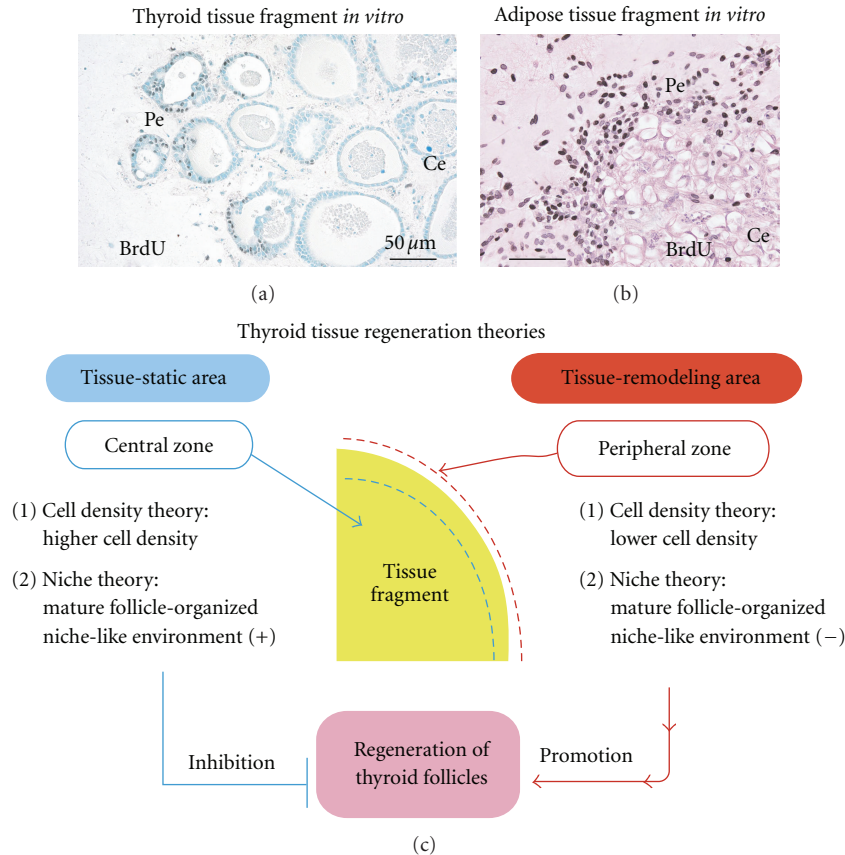 Thyroid tissue fragment in vitro
Adipose tissue fragment in vitro
Pe
Ce
BrdU
50 μm
Pe
Ce
BrdU
(a)
(b)
Thyroid tissue regeneration theories
Tissue-static area
Tissue-remodeling area
Central zone
Peripheral zone
(1) Cell density theory:
higher cell density
(2) Niche theory:
mature follicle-organized
niche-like environment (+)
Tissue
fragment
(1) Cell density theory:
lower cell density
(2) Niche theory:
mature follicle-organized
niche-like environment (−)
Inhibition
Regeneration of
thyroid follicles
Promotion
(c)